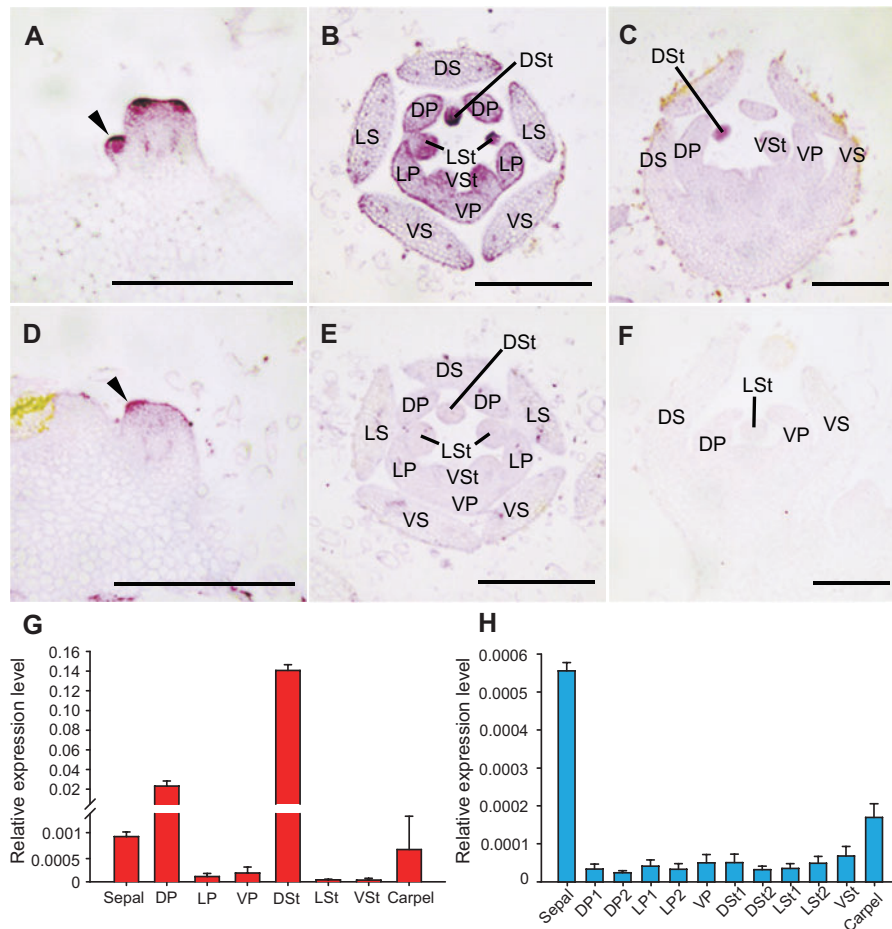 A
B
DS
DSt
DP
DP
LS
LS
LSt
LP
LP
VSt
VP
VS
VS
C
DSt
DS
DP
VSt
VP
VS
D
E
DSt
DS
DP
DP
LS
LS
LSt
LP
LP
VSt
VP
VS
VS
F
LSt
DS
DP
VP
VS
G
Relative expression level
0.16
0.14
0.12
0.10
0.08
0.06
0.04
0.02
0.001
0.0005
0
Sepal DP LP VP DSt LSt VSt Carpel
H
Relative expression level
0.0006
0.0005
0.0004
0.0003
0.0002
0.0001
0
Sepal DP1 DP2 LP1 LP2 VP DSt1 DSt2 LSt1 LSt2 VSt Carpel